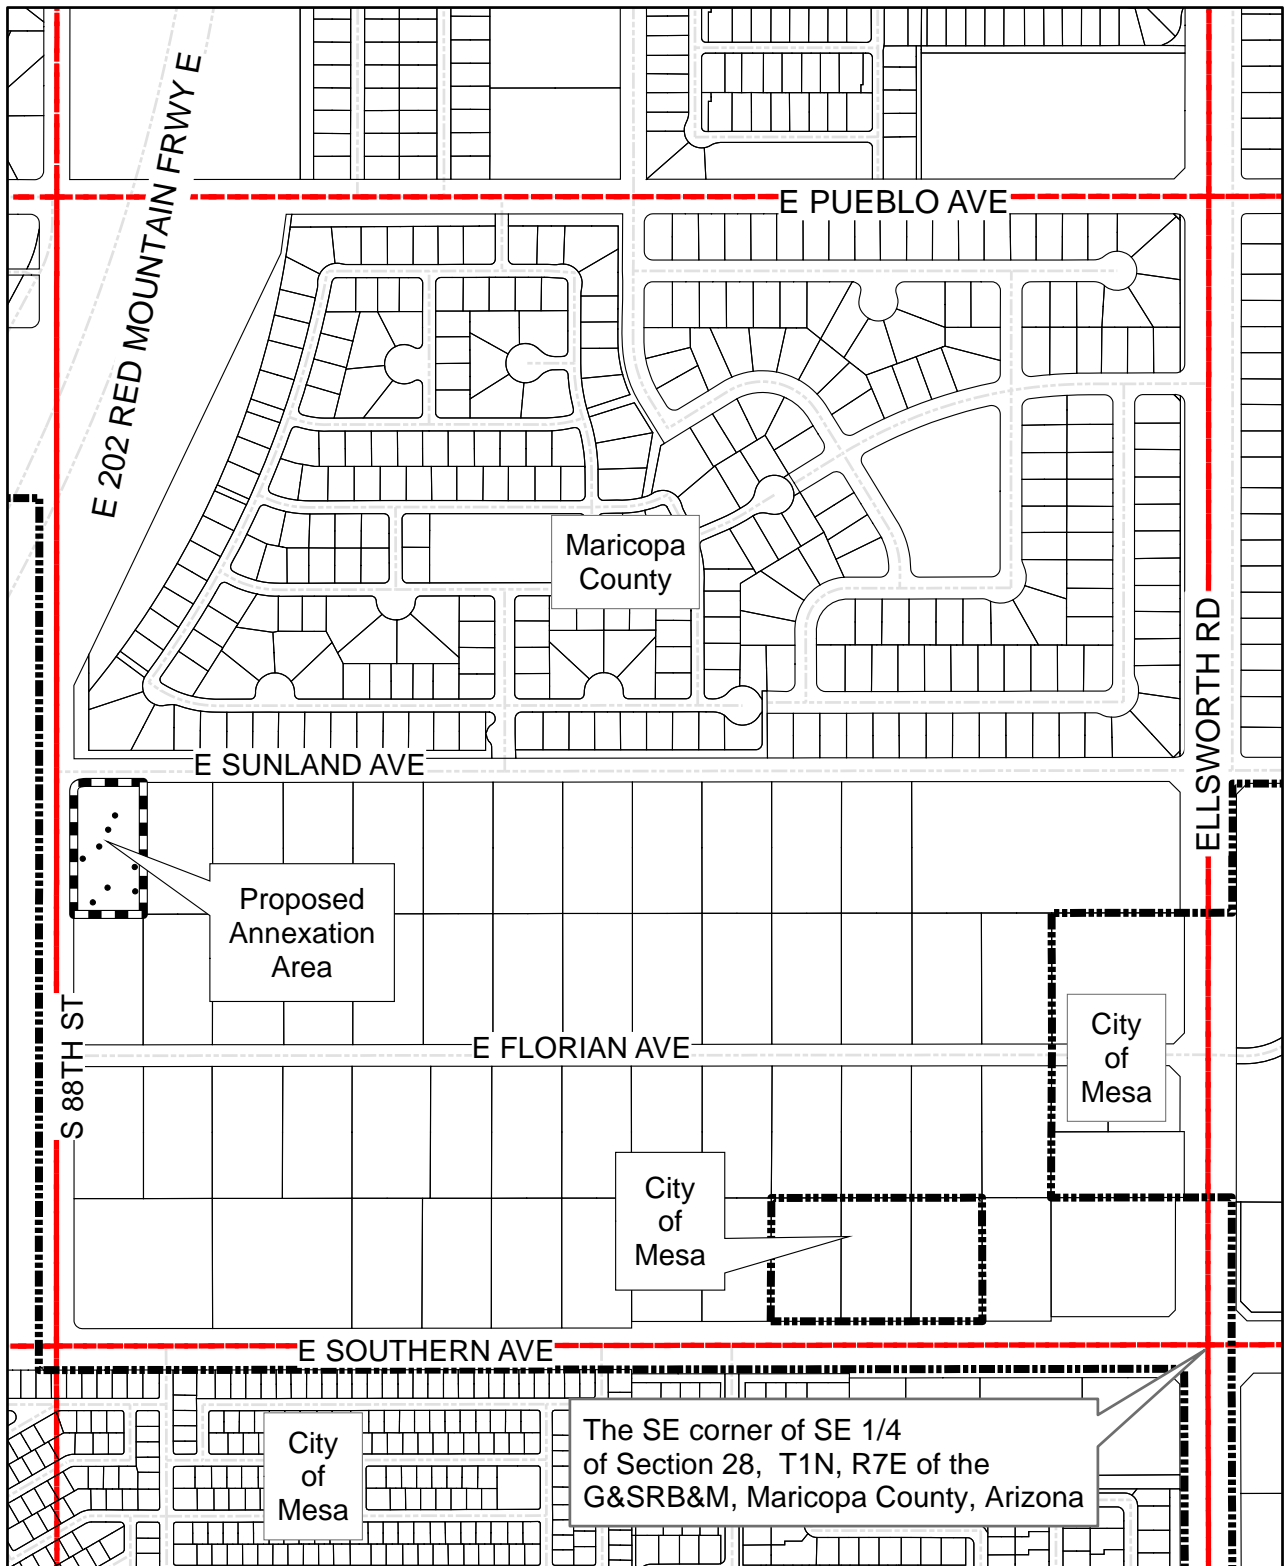 E 202 RED MOUNTAIN FRWY E
E PUEBLO AVE
Maricopa
County
ELLSWORTH RD
E SUNLAND AVE
Proposed
Annexation
Area
S 88TH ST
E FLORIAN AVE
City
of
Mesa
City
of
Mesa
E SOUTHERN AVE
City
of
Mesa
The SE corner of SE 1/4
of Section 28, T1N, R7E of the
G&SRB&M, Maricopa County, Arizona